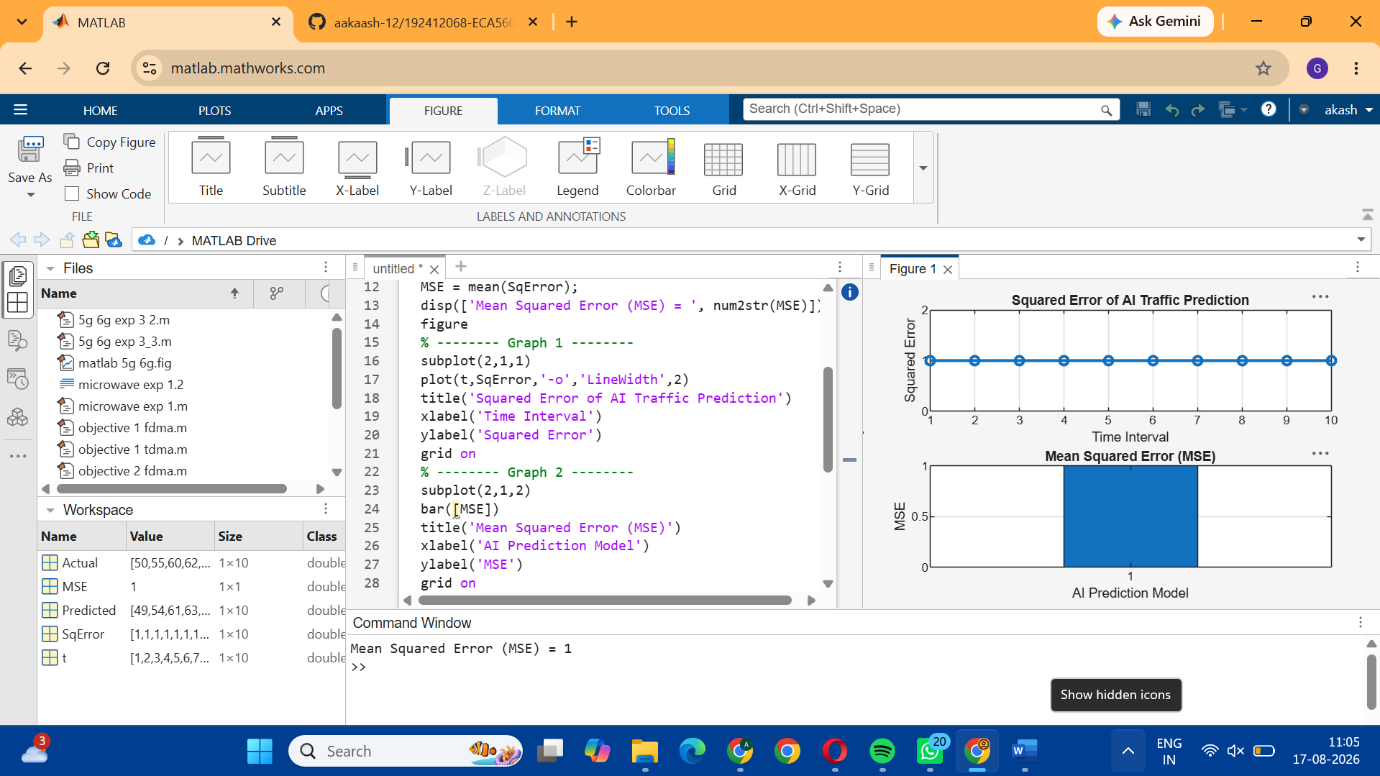 MATLAB
aakaash-12/192412068-ECA560
Ask Gemini
matlab.mathworks.com
G
HOME
PLOTS
APPS
FIGURE
FORMAT
TOOLS
Search (Ctrl+Shift+Space)
akash
Save As
Copy Figure
Print
Show Code
FILE
Title
Subtitle
X-Label
Y-Label
Z-Label
Legend
Colorbar
Grid
X-Grid
Y-Grid
LABELS AND ANNOTATIONS
/ › MATLAB Drive
Files
Name
5g 6g exp 3 2.m
5g 6g exp 3_3.m
matlab 5g 6g.fig
microwave exp 1.2
microwave exp 1.m
objective 1 fdma.m
objective 1 tdma.m
objective 2 fdma.m
Workspace
Name Value Size Class
Actual [50,55,60,62,... 1×10 double
MSE 1 1×1 double
Predicted [49,54,61,63,... 1×10 double
SqError [1,1,1,1,1,1,1... 1×10 double
t [1,2,3,4,5,6,7... 1×10 double
untitled *
12 MSE = mean(SqError);
13 disp(['Mean Squared Error (MSE) = ', num2str(MSE)])
14 figure
15 % -------- Graph 1 --------
16 subplot(2,1,1)
17 plot(t,SqError,'-o','LineWidth',2)
18 title('Squared Error of AI Traffic Prediction')
19 xlabel('Time Interval')
20 ylabel('Squared Error')
21 grid on
22 % -------- Graph 2 --------
23 subplot(2,1,2)
24 bar([MSE])
25 title('Mean Squared Error (MSE)')
26 xlabel('AI Prediction Model')
27 ylabel('MSE')
28 grid on
Figure 1
Squared Error of AI Traffic Prediction
Squared Error
2
1
0
1 2 3 4 5 6 7 8 9 10
Time Interval
Mean Squared Error (MSE)
MSE
1
0.5
0
1
AI Prediction Model
Command Window
Mean Squared Error (MSE) = 1
>>
Show hidden icons
3
Search
A
20
W
ENG
IN
11:05
17-08-2026